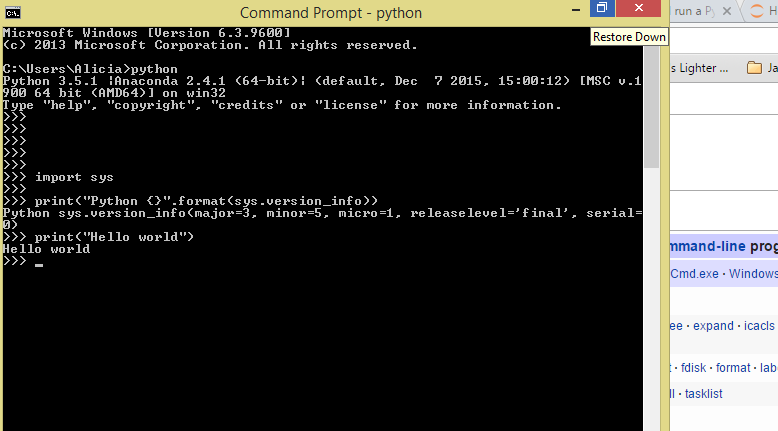 Command Prompt - python
Restore Down
Microsoft Windows [Version 6.3.9600]
(c) 2013 Microsoft Corporation. All rights reserved.
C:\Users\Alicia>python
Python 3.5.1 |Anaconda 2.4.1 (64-bit)| (default, Dec  7 2015, 15:00:12) [MSC v.1
900 64 bit (AMD64)] on win32
Type "help", "copyright", "credits" or "license" for more information.
>>>
>>>
>>>
>>>
>>>
>>> import sys
>>>
>>> print("Python {}".format(sys.version_info))
Python sys.version_info(major=3, minor=5, micro=1, releaselevel='final', serial=
0)
>>> print("Hello world")
Hello world
>>> _
run a Py
H
s Lighter ...
Ja
mmand-line prog
Cmd.exe · Windows
ee · expand · icacls
t · fdisk · format · lab
ll · tasklist